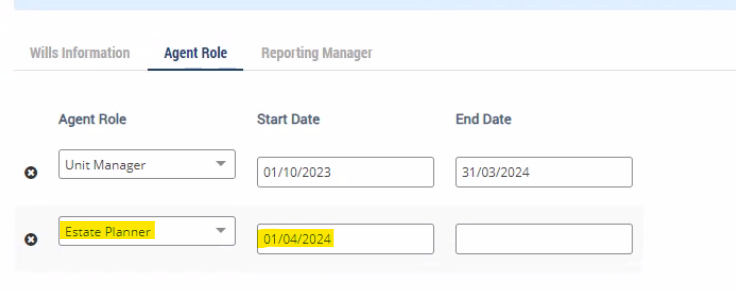 Wills Information Agent Role Reporting Manager
Agent Role Start Date End Date
Unit Manager 01/10/2023 31/03/2024
Estate Planner 01/04/2024